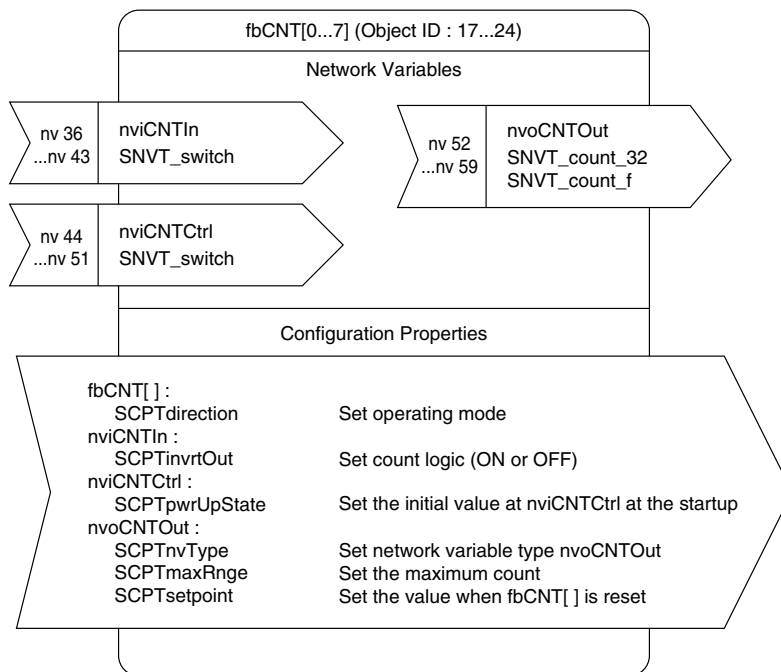 fbCNT[0...7] (Object ID : 17...24)
Network Variables
nv 36
...nv 43
nviCNTIn
SNVT_switch
nv 52
...nv 59
nvoCNTOut
SNVT_count_32
SNVT_count_f
nv 44
...nv 51
nviCNTCtrl
SNVT_switch
Configuration Properties
fbCNT[ ] :
SCPTdirection Set operating mode
nviCNTIn :
SCPTinvrtOut Set count logic (ON or OFF)
nviCNTCtrl :
SCPTpwrUpState Set the initial value at nviCNTCtrl at the startup
nvoCNTOut :
SCPTnvType Set network variable type nvoCNTOut
SCPTmaxRnge Set the maximum count
SCPTsetpoint Set the value when fbCNT[ ] is reset